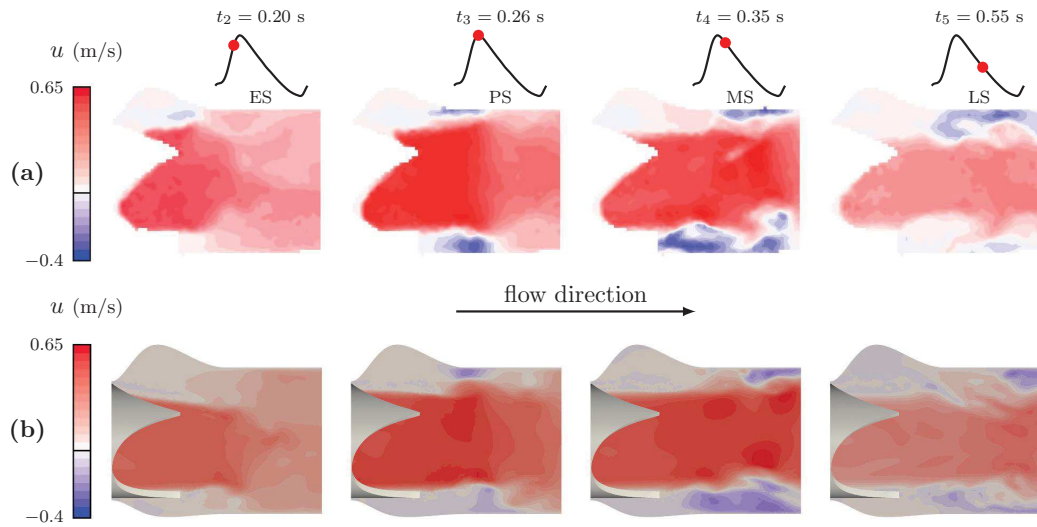 t₂ = 0.20 s
t₃ = 0.26 s
t₄ = 0.35 s
t₅ = 0.55 s
u (m/s)
0.65
ES
PS
MS
LS
(a)
−0.4
u (m/s)
flow direction
0.65
(b)
−0.4